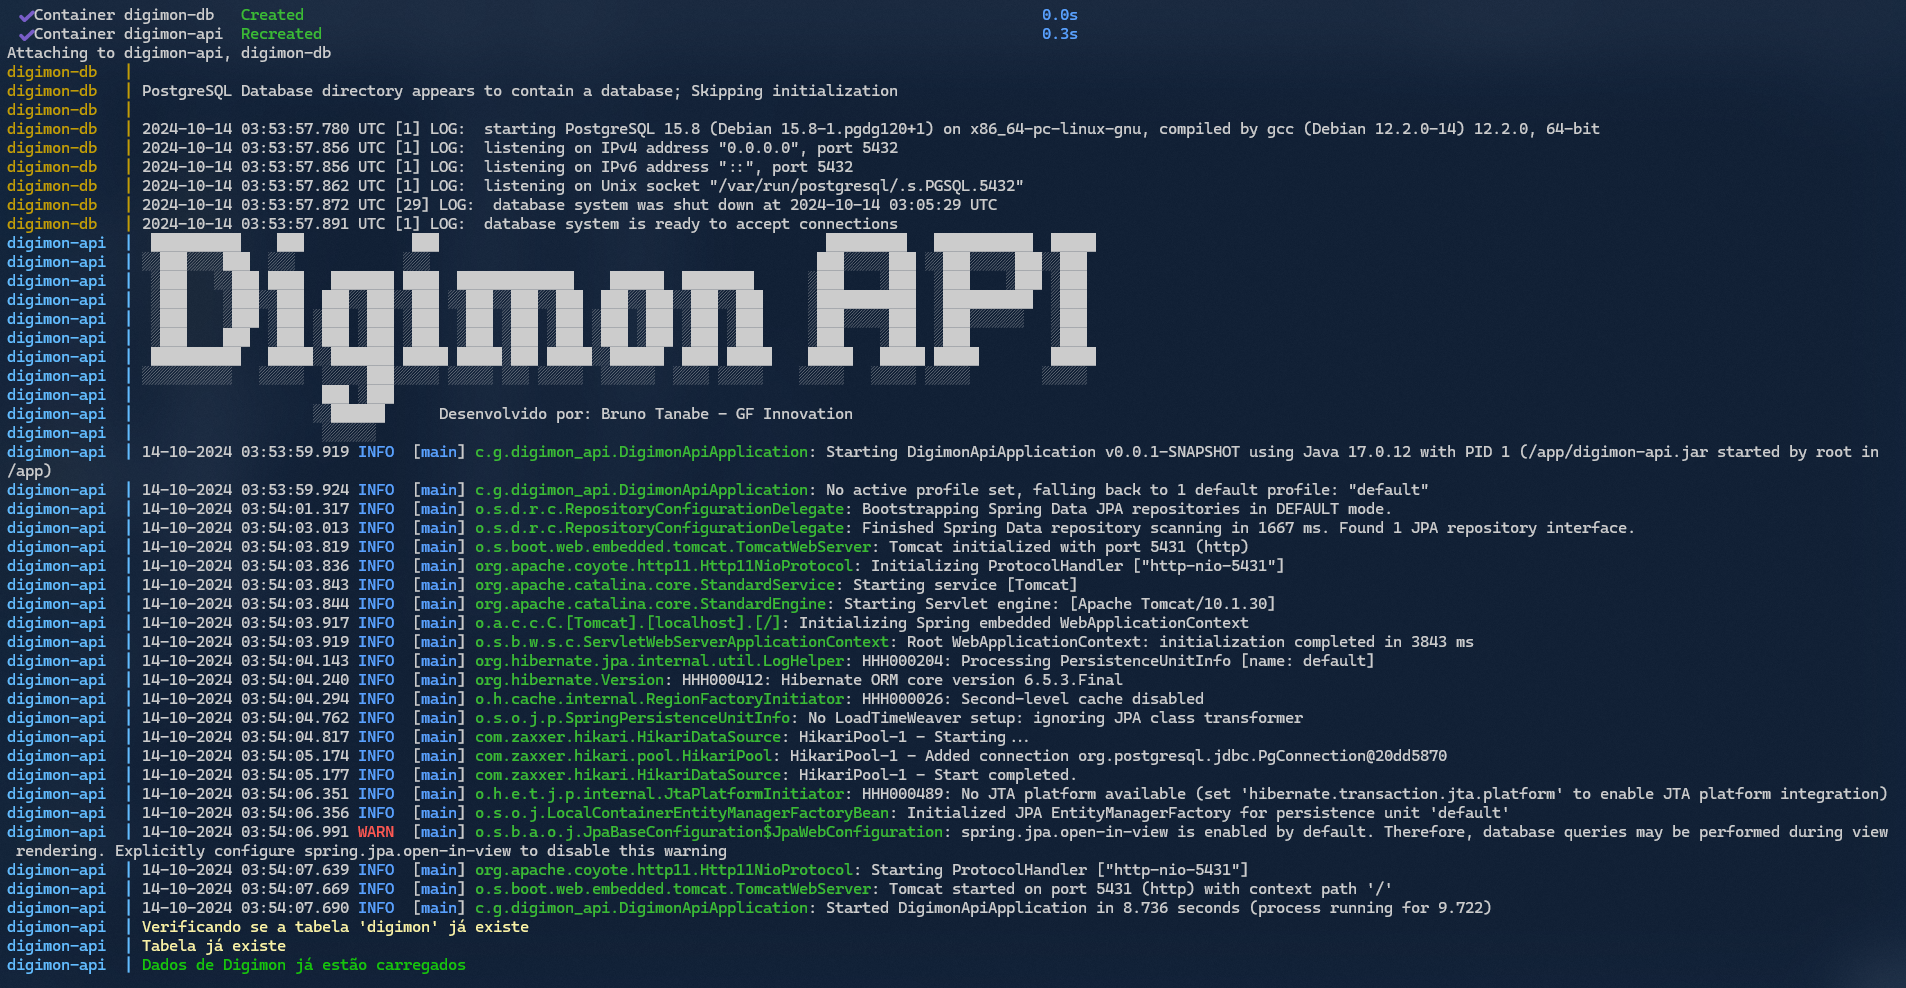 ✔Container digimon-db   Created   0.0s
✔Container digimon-api  Recreated   0.3s
Attaching to digimon-api, digimon-db
digimon-db   |
digimon-db   | PostgreSQL Database directory appears to contain a database; Skipping initialization
digimon-db   |
digimon-db   | 2024-10-14 03:53:57.780 UTC [1] LOG:  starting PostgreSQL 15.8 (Debian 15.8-1.pgdg120+1) on x86_64-pc-linux-gnu, compiled by gcc (Debian 12.2.0-14) 12.2.0, 64-bit
digimon-db   | 2024-10-14 03:53:57.856 UTC [1] LOG:  listening on IPv4 address "0.0.0.0", port 5432
digimon-db   | 2024-10-14 03:53:57.856 UTC [1] LOG:  listening on IPv6 address "::", port 5432
digimon-db   | 2024-10-14 03:53:57.862 UTC [1] LOG:  listening on Unix socket "/var/run/postgresql/.s.PGSQL.5432"
digimon-db   | 2024-10-14 03:53:57.872 UTC [29] LOG:  database system was shut down at 2024-10-14 03:05:29 UTC
digimon-db   | 2024-10-14 03:53:57.891 UTC [1] LOG:  database system is ready to accept connections
digimon-api  |
digimon-api  |
digimon-api  |
digimon-api  |
digimon-api  | Digimon API
digimon-api  |
digimon-api  |
digimon-api  |
digimon-api  |
digimon-api  | Desenvolvido por: Bruno Tanabe - GF Innovation
digimon-api  |
digimon-api  | 14-10-2024 03:53:59.919 INFO  [main] c.g.digimon_api.DigimonApiApplication: Starting DigimonApiApplication v0.0.1-SNAPSHOT using Java 17.0.12 with PID 1 (/app/digimon-api.jar started by root in
/app)
digimon-api  | 14-10-2024 03:53:59.924 INFO  [main] c.g.digimon_api.DigimonApiApplication: No active profile set, falling back to 1 default profile: "default"
digimon-api  | 14-10-2024 03:54:01.317 INFO  [main] o.s.d.r.c.RepositoryConfigurationDelegate: Bootstrapping Spring Data JPA repositories in DEFAULT mode.
digimon-api  | 14-10-2024 03:54:03.013 INFO  [main] o.s.d.r.c.RepositoryConfigurationDelegate: Finished Spring Data repository scanning in 1667 ms. Found 1 JPA repository interface.
digimon-api  | 14-10-2024 03:54:03.819 INFO  [main] o.s.boot.web.embedded.tomcat.TomcatWebServer: Tomcat initialized with port 5431 (http)
digimon-api  | 14-10-2024 03:54:03.836 INFO  [main] org.apache.coyote.http11.Http11NioProtocol: Initializing ProtocolHandler ["http-nio-5431"]
digimon-api  | 14-10-2024 03:54:03.843 INFO  [main] org.apache.catalina.core.StandardService: Starting service [Tomcat]
digimon-api  | 14-10-2024 03:54:03.844 INFO  [main] org.apache.catalina.core.StandardEngine: Starting Servlet engine: [Apache Tomcat/10.1.30]
digimon-api  | 14-10-2024 03:54:03.917 INFO  [main] o.a.c.c.C.[Tomcat].[localhost].[/]: Initializing Spring embedded WebApplicationContext
digimon-api  | 14-10-2024 03:54:03.919 INFO  [main] o.s.b.w.s.c.ServletWebServerApplicationContext: Root WebApplicationContext: initialization completed in 3843 ms
digimon-api  | 14-10-2024 03:54:04.143 INFO  [main] org.hibernate.jpa.internal.util.LogHelper: HHH000204: Processing PersistenceUnitInfo [name: default]
digimon-api  | 14-10-2024 03:54:04.240 INFO  [main] org.hibernate.Version: HHH000412: Hibernate ORM core version 6.5.3.Final
digimon-api  | 14-10-2024 03:54:04.294 INFO  [main] o.h.cache.internal.RegionFactoryInitiator: HHH000026: Second-level cache disabled
digimon-api  | 14-10-2024 03:54:04.762 INFO  [main] o.s.o.j.p.SpringPersistenceUnitInfo: No LoadTimeWeaver setup: ignoring JPA class transformer
digimon-api  | 14-10-2024 03:54:04.817 INFO  [main] com.zaxxer.hikari.HikariDataSource: HikariPool-1 - Starting...
digimon-api  | 14-10-2024 03:54:05.174 INFO  [main] com.zaxxer.hikari.pool.HikariPool: HikariPool-1 - Added connection org.postgresql.jdbc.PgConnection@20dd5870
digimon-api  | 14-10-2024 03:54:05.177 INFO  [main] com.zaxxer.hikari.HikariDataSource: HikariPool-1 - Start completed.
digimon-api  | 14-10-2024 03:54:06.351 INFO  [main] o.h.e.t.j.p.internal.JtaPlatformInitiator: HHH000489: No JTA platform available (set 'hibernate.transaction.jta.platform' to enable JTA platform integration)
digimon-api  | 14-10-2024 03:54:06.356 INFO  [main] o.s.o.j.LocalContainerEntityManagerFactoryBean: Initialized JPA EntityManagerFactory for persistence unit 'default'
digimon-api  | 14-10-2024 03:54:06.991 WARN  [main] o.s.b.a.o.j.JpaBaseConfiguration$JpaWebConfiguration: spring.jpa.open-in-view is enabled by default. Therefore, database queries may be performed during view
 rendering. Explicitly configure spring.jpa.open-in-view to disable this warning
digimon-api  | 14-10-2024 03:54:07.639 INFO  [main] org.apache.coyote.http11.Http11NioProtocol: Starting ProtocolHandler ["http-nio-5431"]
digimon-api  | 14-10-2024 03:54:07.669 INFO  [main] o.s.boot.web.embedded.tomcat.TomcatWebServer: Tomcat started on port 5431 (http) with context path '/'
digimon-api  | 14-10-2024 03:54:07.690 INFO  [main] c.g.digimon_api.DigimonApiApplication: Started DigimonApiApplication in 8.736 seconds (process running for 9.722)
digimon-api  | Verificando se a tabela 'digimon' já existe
digimon-api  | Tabela já existe
digimon-api  | Dados de Digimon já estão carregados